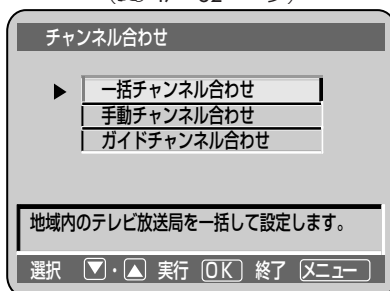 チャンネル合わせ
▶ 一括チャンネル合わせ
手動チャンネル合わせ
ガイドチャンネル合わせ
地域内のテレビ放送局を一括して設定します。
選択 ▼・▲ 実行 OK 終了 メニュー